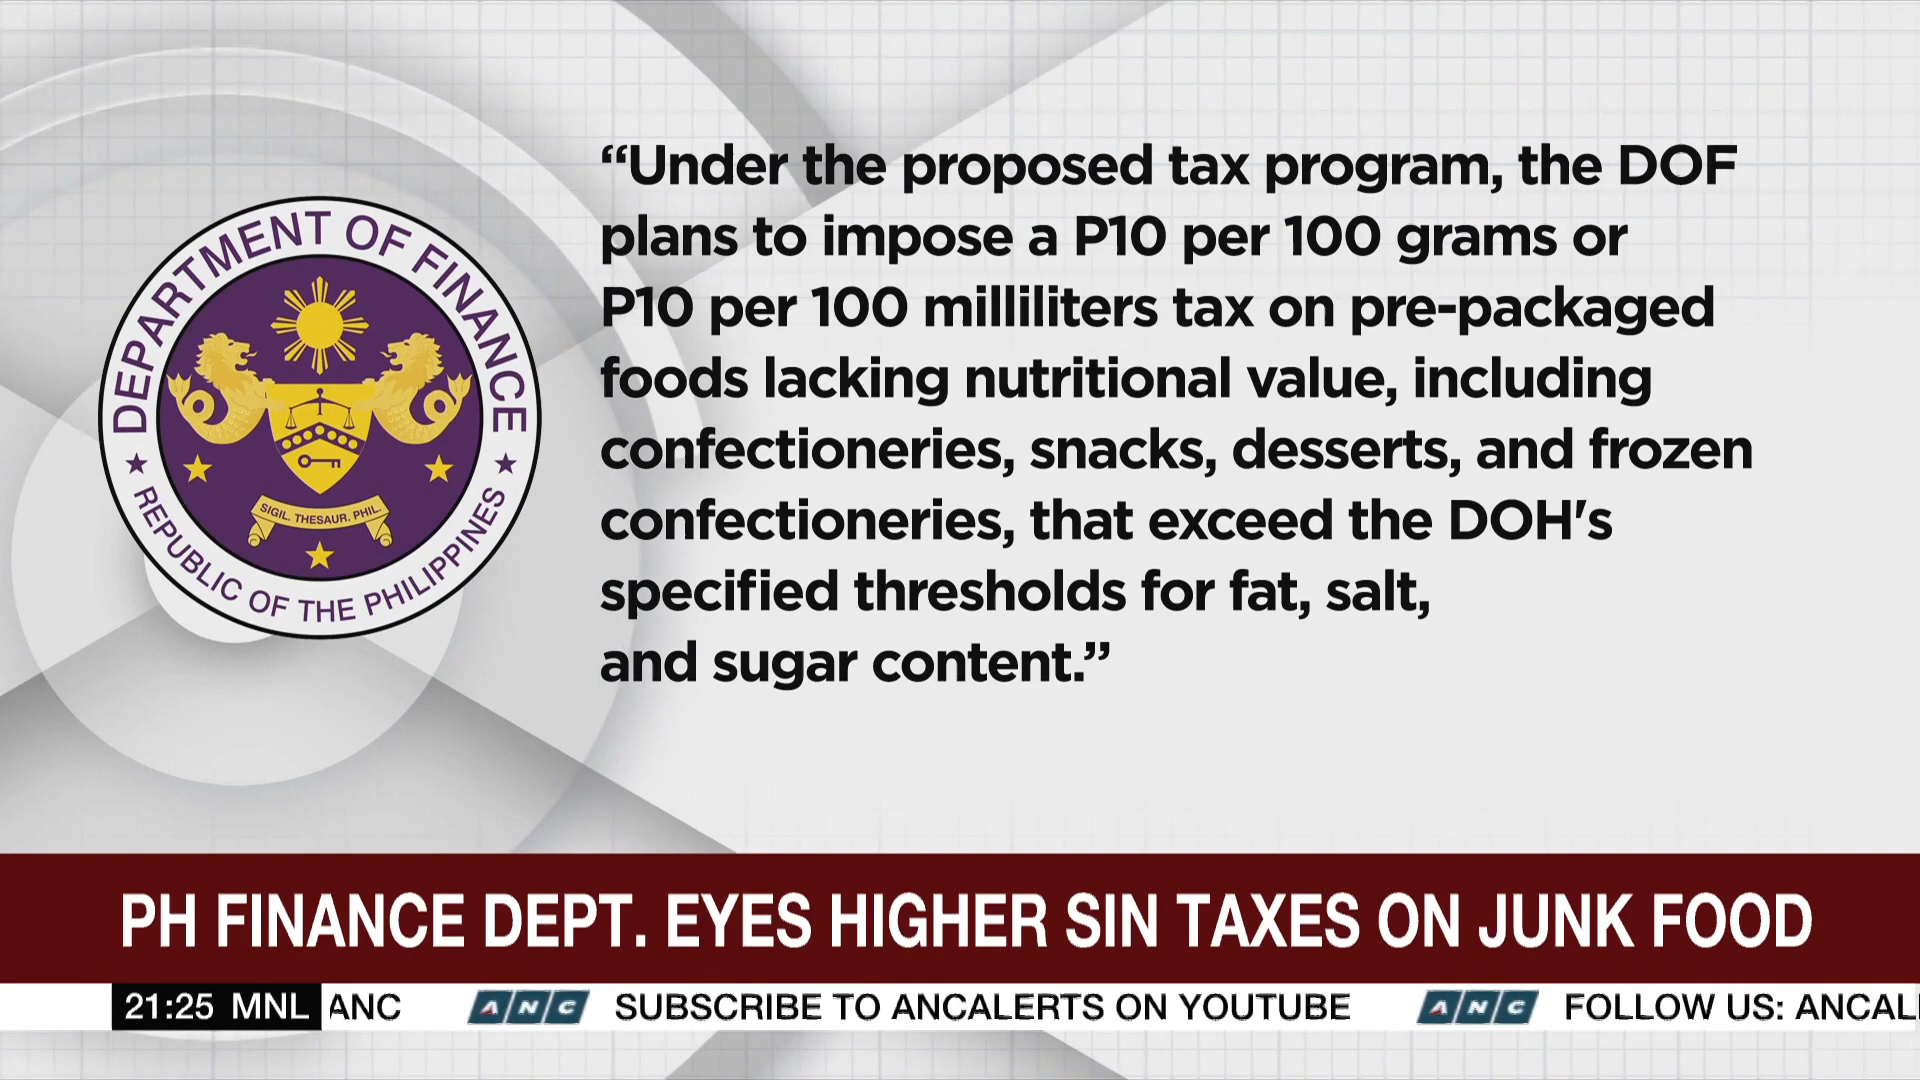 DEPARTMENT OF FINANCE
SIGIL. THESAUR. PHIL.
REPUBLIC OF THE PHILIPPINES
“Under the proposed tax program, the DOF
plans to impose a P10 per 100 grams or
P10 per 100 milliliters tax on pre-packaged
foods lacking nutritional value, including
confectioneries, snacks, desserts, and frozen
confectioneries, that exceed the DOH's
specified thresholds for fat, salt,
and sugar content.”
PH FINANCE DEPT. EYES HIGHER SIN TAXES ON JUNK FOOD
21:25 MNL ANC ANC SUBSCRIBE TO ANCALERTS ON YOUTUBE ANC FOLLOW US: ANCAL